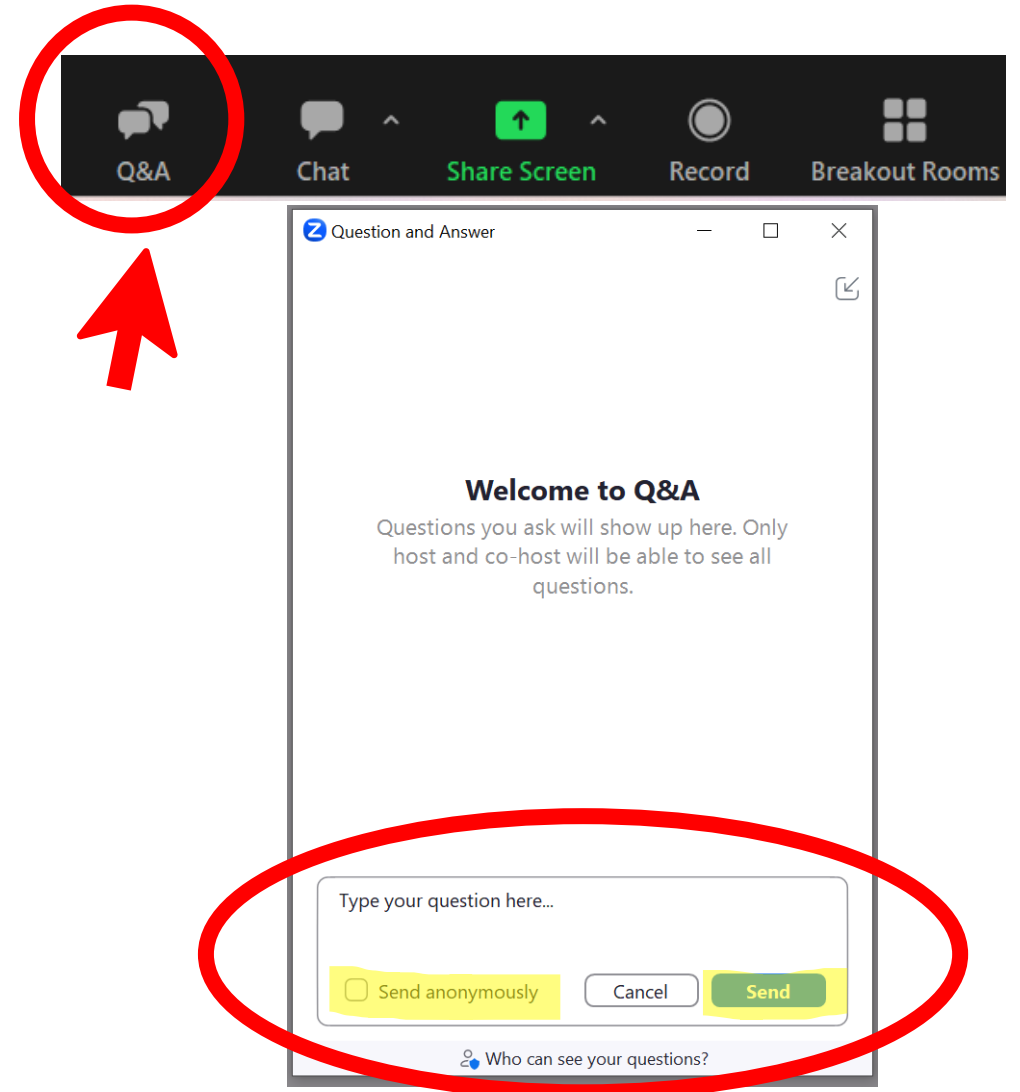 Q&A
Chat
Share Screen
Record
Breakout Rooms
Z Question and Answer
Welcome to Q&A
Questions you ask will show up here. Only
host and co-host will be able to see all
questions.
Type your question here...
Send anonymously
Cancel
Send
Who can see your questions?